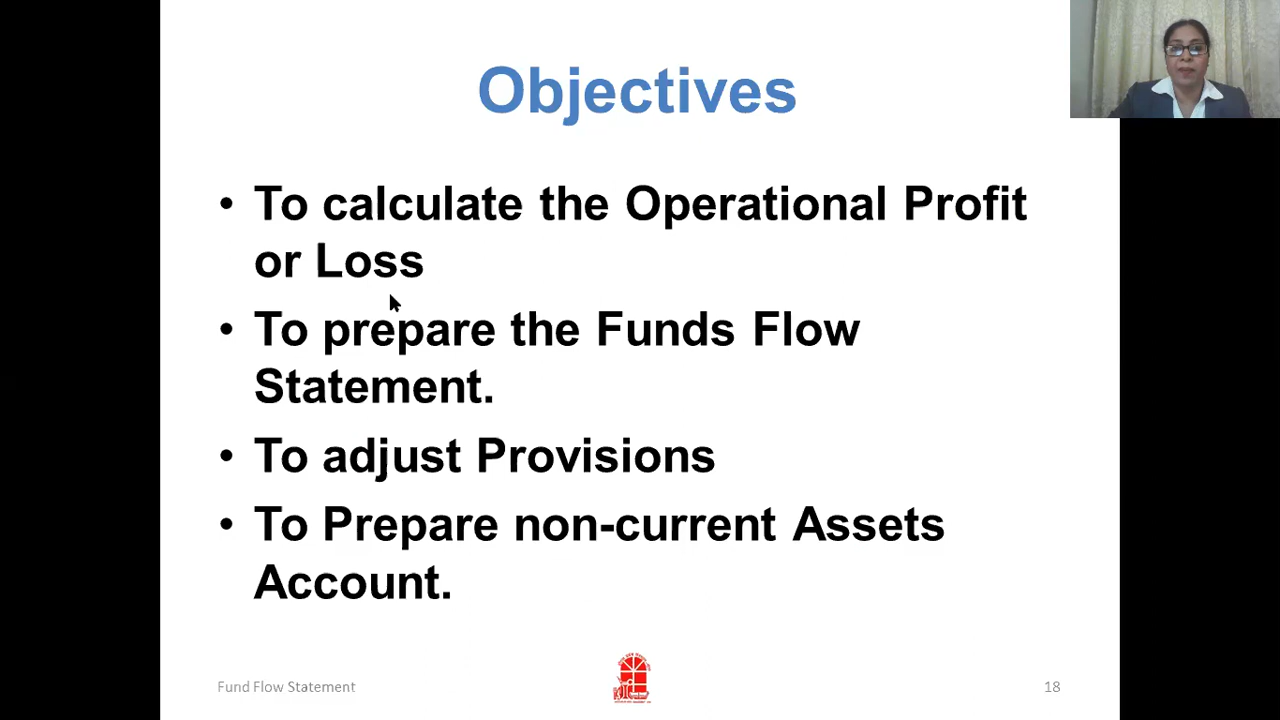 Objectives
• To calculate the Operational Profit
or Loss
• To prepare the Funds Flow
Statement.
• To adjust Provisions
• To Prepare non-current Assets
Account.
Fund Flow Statement
18